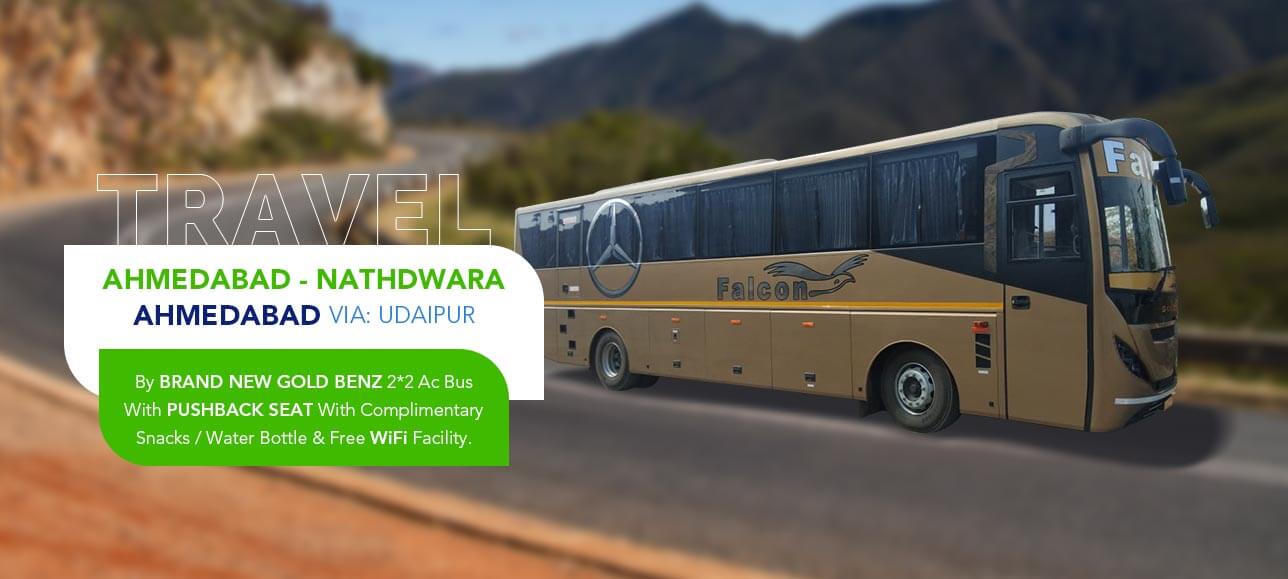 TRAVEL
AHMEDABAD - NATHDWARA
AHMEDABAD VIA: UDAIPUR
By BRAND NEW GOLD BENZ 2*2 Ac Bus
With PUSHBACK SEAT With Complimentary
Snacks / Water Bottle & Free WiFi Facility.
Falcon
Fal